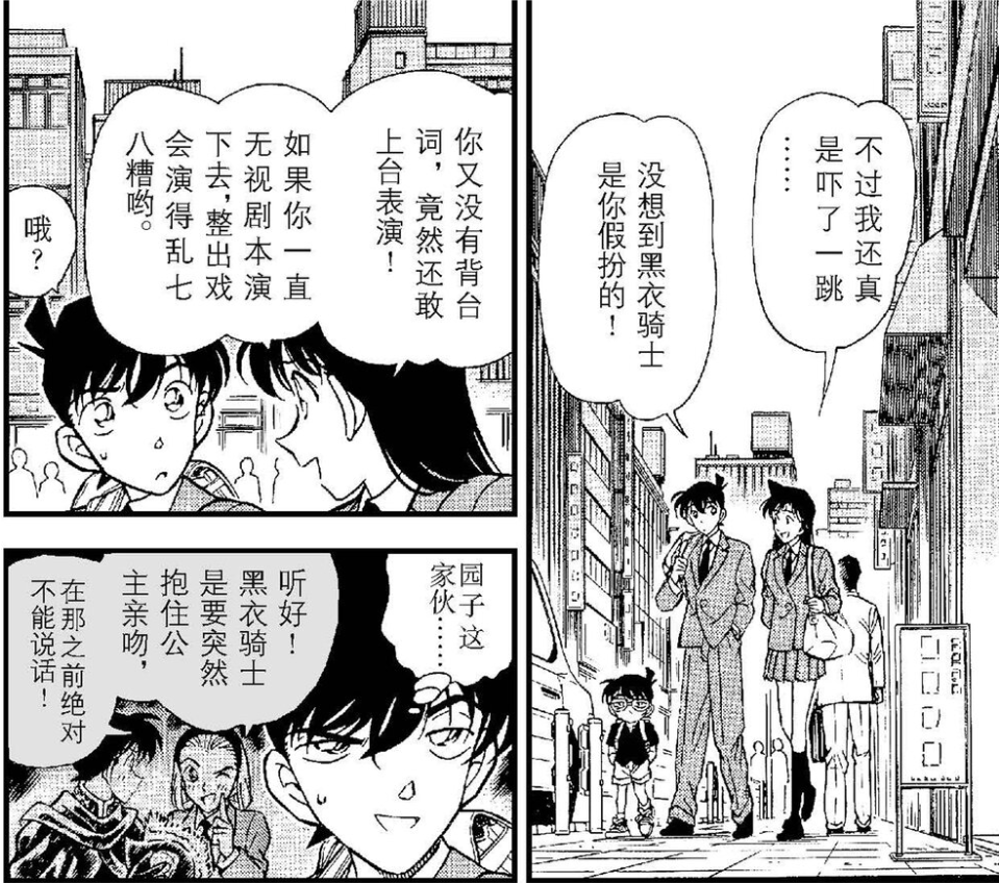 不过我还真
是吓了一跳
……
没想到黑衣骑士
是你假扮的！
你又没有背台
词，竟然还敢
上台表演！
如果你一直
无视剧本演
下去，整出戏
会演得乱七
八糟哟。
哦？
园子这
家伙……
听好！
黑衣骑士
是要突然
抱住公
主亲吻，
在那之前绝对
不能说话！